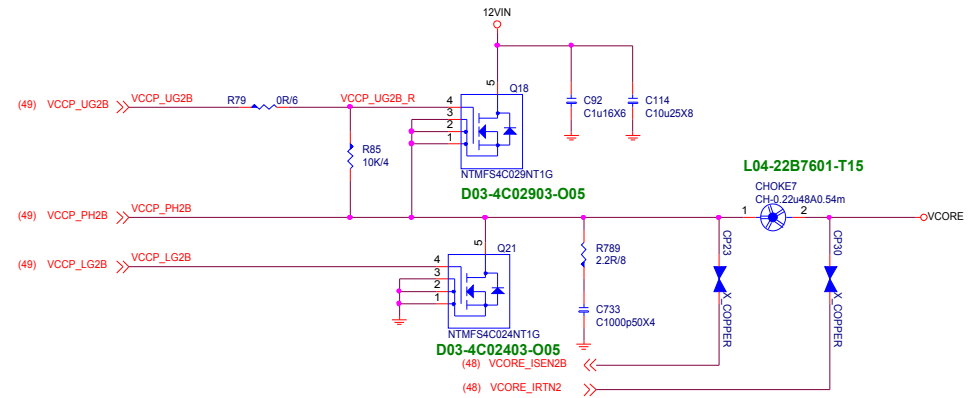 12VIN
5
Q18
(49) VCCP_UG2B VCCP_UG2B R79 0R/6 VCCP_UG2B_R 4
3
2
1
C92
C1u16X6
C114
C10u25X8
R85
10K/4
NTMFS4C029NT1G
D03-4C02903-O05
L04-22B7601-T15
CHOKE7
CH-0.22u48A0.54m
(49) VCCP_PH2B VCCP_PH2B 1 2 VCORE
5
Q21
(49) VCCP_LG2B VCCP_LG2B 4
3
2
1
R789
2.2R/8
CP23
X_COPPER
CP30
X_COPPER
C733
C1000p50X4
NTMFS4C024NT1G
D03-4C02403-O05
(48) VCORE_ISEN2B
(48) VCORE_IRTN2